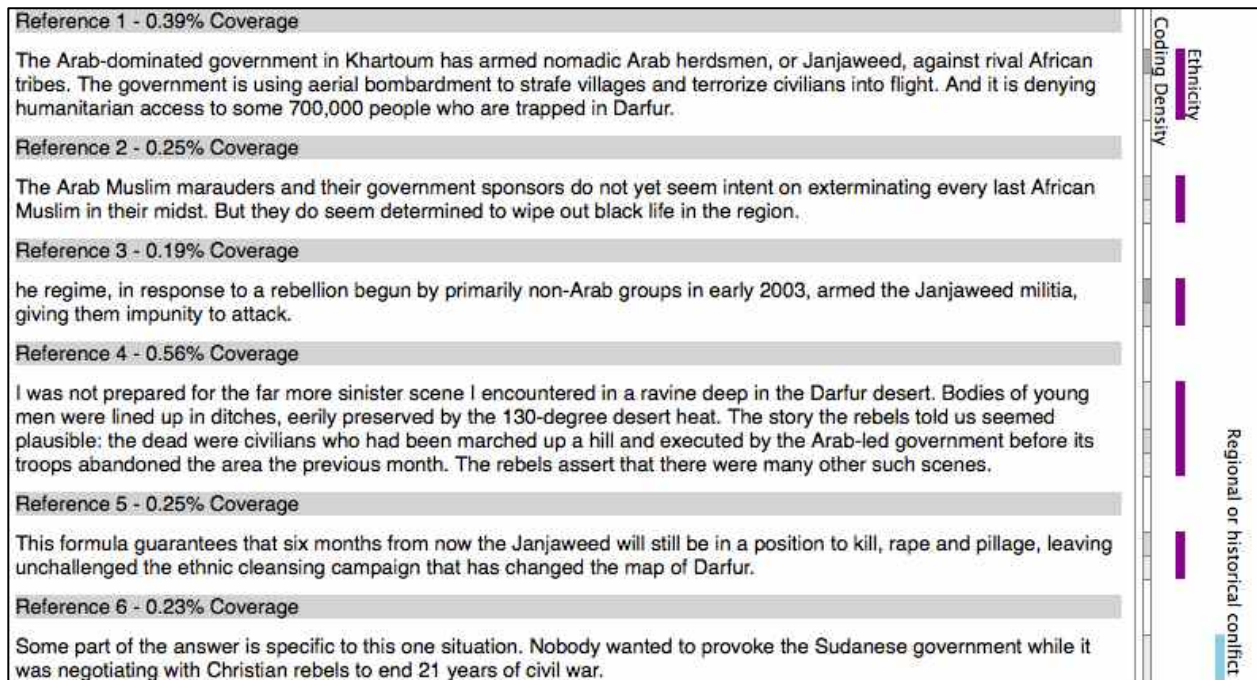 Reference 1 - 0.39% Coverage
The Arab-dominated government in Khartoum has armed nomadic Arab herdsmen, or Janjaweed, against rival African
tribes. The government is using aerial bombardment to strafe villages and terrorize civilians into flight. And it is denying
humanitarian access to some 700,000 people who are trapped in Darfur.
Reference 2 - 0.25% Coverage
The Arab Muslim marauders and their government sponsors do not yet seem intent on exterminating every last African
Muslim in their midst. But they do seem determined to wipe out black life in the region.
Reference 3 - 0.19% Coverage
he regime, in response to a rebellion begun by primarily non-Arab groups in early 2003, armed the Janjaweed militia,
giving them impunity to attack.
Reference 4 - 0.56% Coverage
I was not prepared for the far more sinister scene I encountered in a ravine deep in the Darfur desert. Bodies of young
men were lined up in ditches, eerily preserved by the 130-degree desert heat. The story the rebels told us seemed
plausible: the dead were civilians who had been marched up a hill and executed by the Arab-led government before its
troops abandoned the area the previous month. The rebels assert that there were many other such scenes.
Reference 5 - 0.25% Coverage
This formula guarantees that six months from now the Janjaweed will still be in a position to kill, rape and pillage, leaving
unchallenged the ethnic cleansing campaign that has changed the map of Darfur.
Reference 6 - 0.23% Coverage
Some part of the answer is specific to this one situation. Nobody wanted to provoke the Sudanese government while it
was negotiating with Christian rebels to end 21 years of civil war.
Coding Density
Ethnicity
Regional or historical conlfict